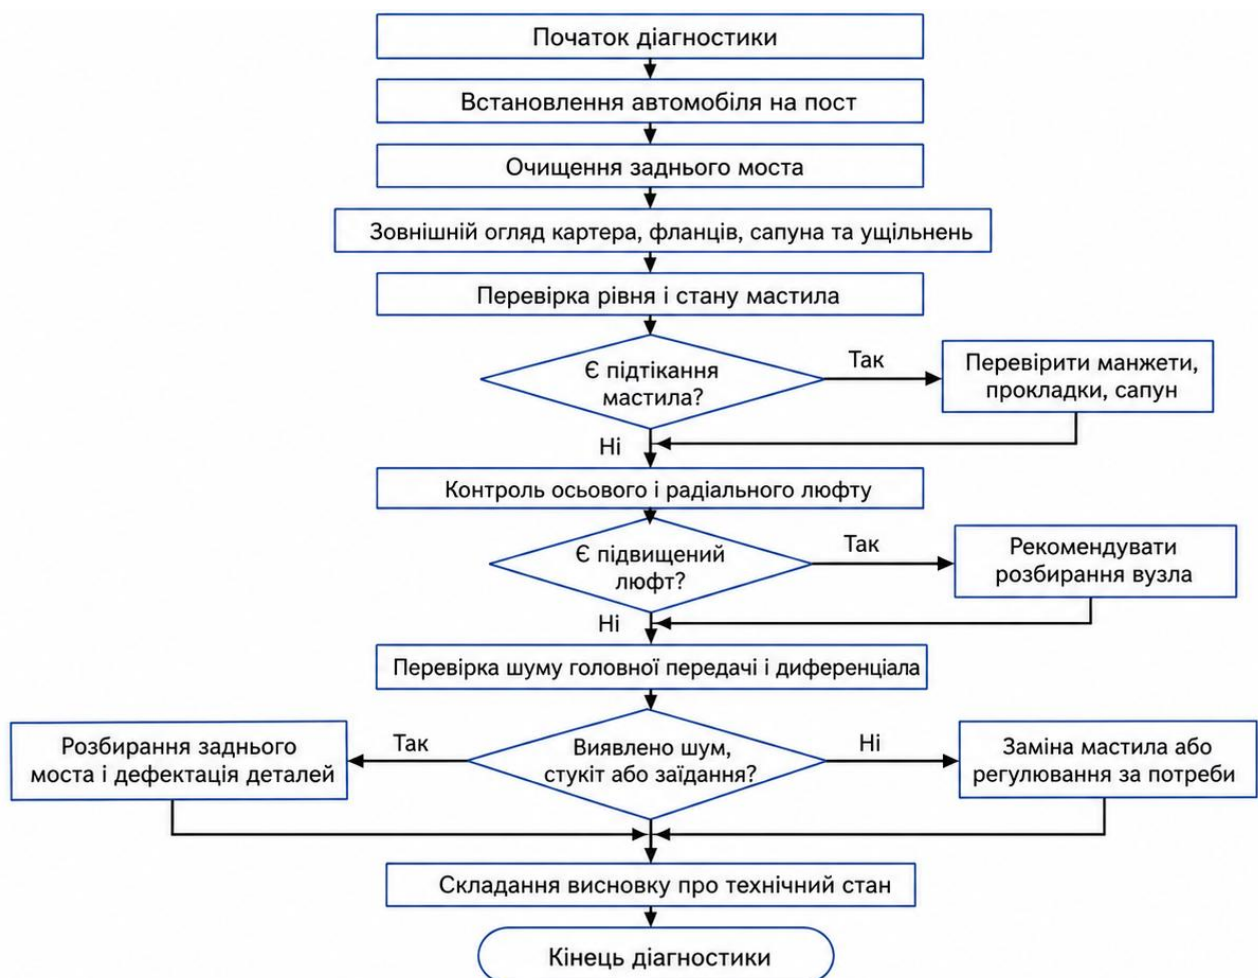 Початок діагностики
Встановлення автомобіля на пост
Очищення заднього моста
Зовнішній огляд картера, фланців, сапуна та ущільнень
Перевірка рівня і стану мастила
Є підтікання
мастила?
Так
Перевірити манжети,
прокладки, сапун
Ні
Контроль осьового і радіального люфту
Є підвищений
люфт?
Так
Рекомендувати
розбирання вузла
Ні
Перевірка шуму головної передачі і диференціала
Виявлено шум,
стукіт або заїдання?
Так
Розбирання заднього
моста і дефектація деталей
Ні
Заміна мастила або
регулювання за потреби
Складання висновку про технічний стан
Кінець діагностики